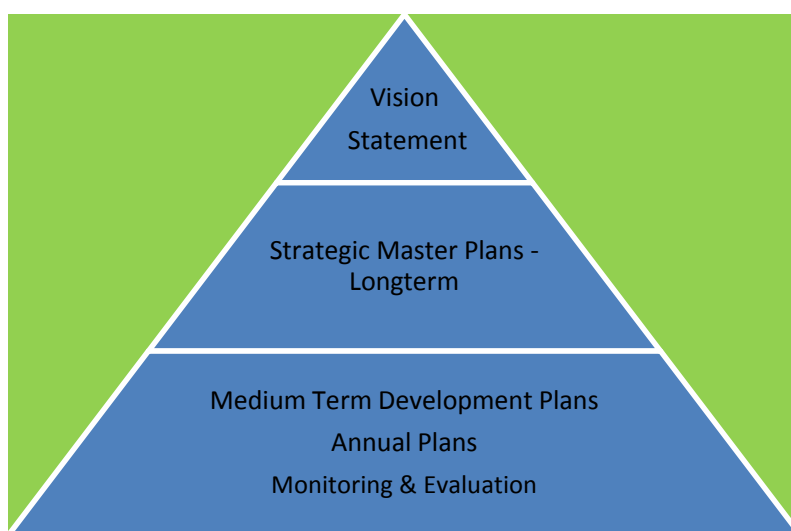 Vision
Statement
Strategic Master Plans -
Longterm
Medium Term Development Plans
Annual Plans
Monitoring & Evaluation